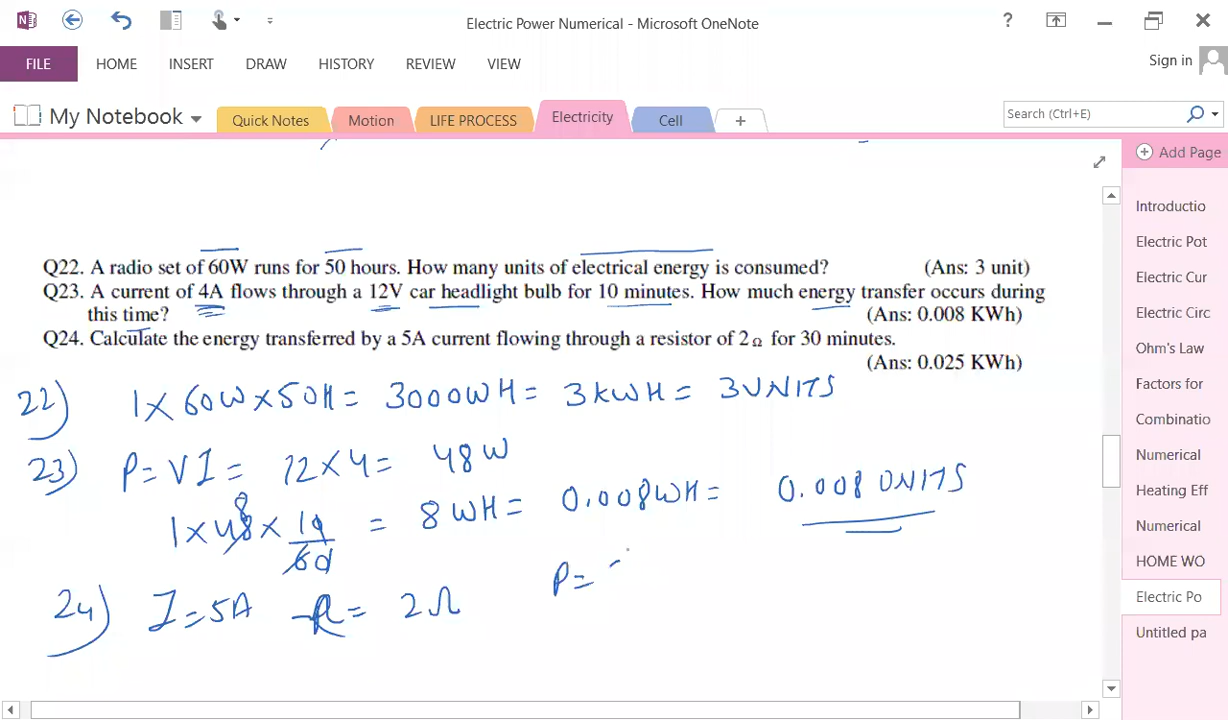 Electric Power Numerical - Microsoft OneNote
?
FILE HOME INSERT DRAW HISTORY REVIEW VIEW
Sign in
My Notebook Quick Notes Motion LIFE PROCESS Electricity Cell +
Search (Ctrl+E)
Add Page
Introductio
Electric Pot
Electric Cur
Electric Circ
Ohm's Law
Factors for
Combinatio
Numerical
Heating Eff
Numerical
HOME WO
Electric Po
Untitled pa
Q22. A radio set of 60W runs for 50 hours. How many units of electrical energy is consumed? (Ans: 3 unit)
Q23. A current of 4A flows through a 12V car headlight bulb for 10 minutes. How much energy transfer occurs during
this time? (Ans: 0.008 KWh)
Q24. Calculate the energy transferred by a 5A current flowing through a resistor of 2 Ω for 30 minutes.
(Ans: 0.025 KWh)
22) 1 × 60W × 50H = 3000WH = 3 KWH = 3 UNITS
23) P = VI = 12 × 4 = 48W
1 × 48 × 10/60 = 8 WH = 0.008WH = 0.008 UNITS
8
24) I = 5A R = 2 Ω P =